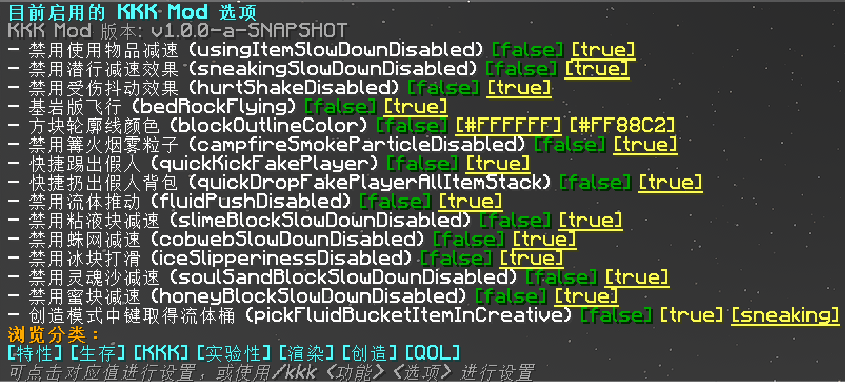 目前启用的 KKK Mod 选项
KKK Mod 版本: v1.0.0-a-SNAPSHOT
- 禁用使用物品减速 (usingItemSlowDownDisabled) [false] [true]
- 禁用潜行减速效果 (sneakingSlowDownDisabled) [false] [true]
- 禁用受伤抖动效果 (hurtShakeDisabled) [false] [true]
- 基岩版飞行 (bedRockFlying) [false] [true]
- 方块轮廓线颜色 (blockOutlineColor) [false] [#FFFFFF] [#FF88C2]
- 禁用篝火烟雾粒子 (campfireSmokeParticleDisabled) [false] [true]
- 快捷踢出假人 (quickKickFakePlayer) [false] [true]
- 快捷扔出假人背包 (quickDropFakePlayerAllItemStack) [false] [true]
- 禁用流体推动 (fluidPushDisabled) [false] [true]
- 禁用粘液块减速 (slimeBlockSlowDownDisabled) [false] [true]
- 禁用蛛网减速 (cobwebSlowDownDisabled) [false] [true]
- 禁用冰块打滑 (iceSlipperinessDisabled) [false] [true]
- 禁用灵魂沙减速 (soulSandBlockSlowDownDisabled) [false] [true]
- 禁用蜜块减速 (honeyBlockSlowDownDisabled) [false] [true]
- 创造模式中键取得流体桶 (pickFluidBucketItemInCreative) [false] [true] [sneaking]
浏览分类：
[特性] [生存] [KKK] [实验性] [渲染] [创造] [QOL]
可点击对应值进行设置，或使用/kkk <功能> <选项> 进行设置